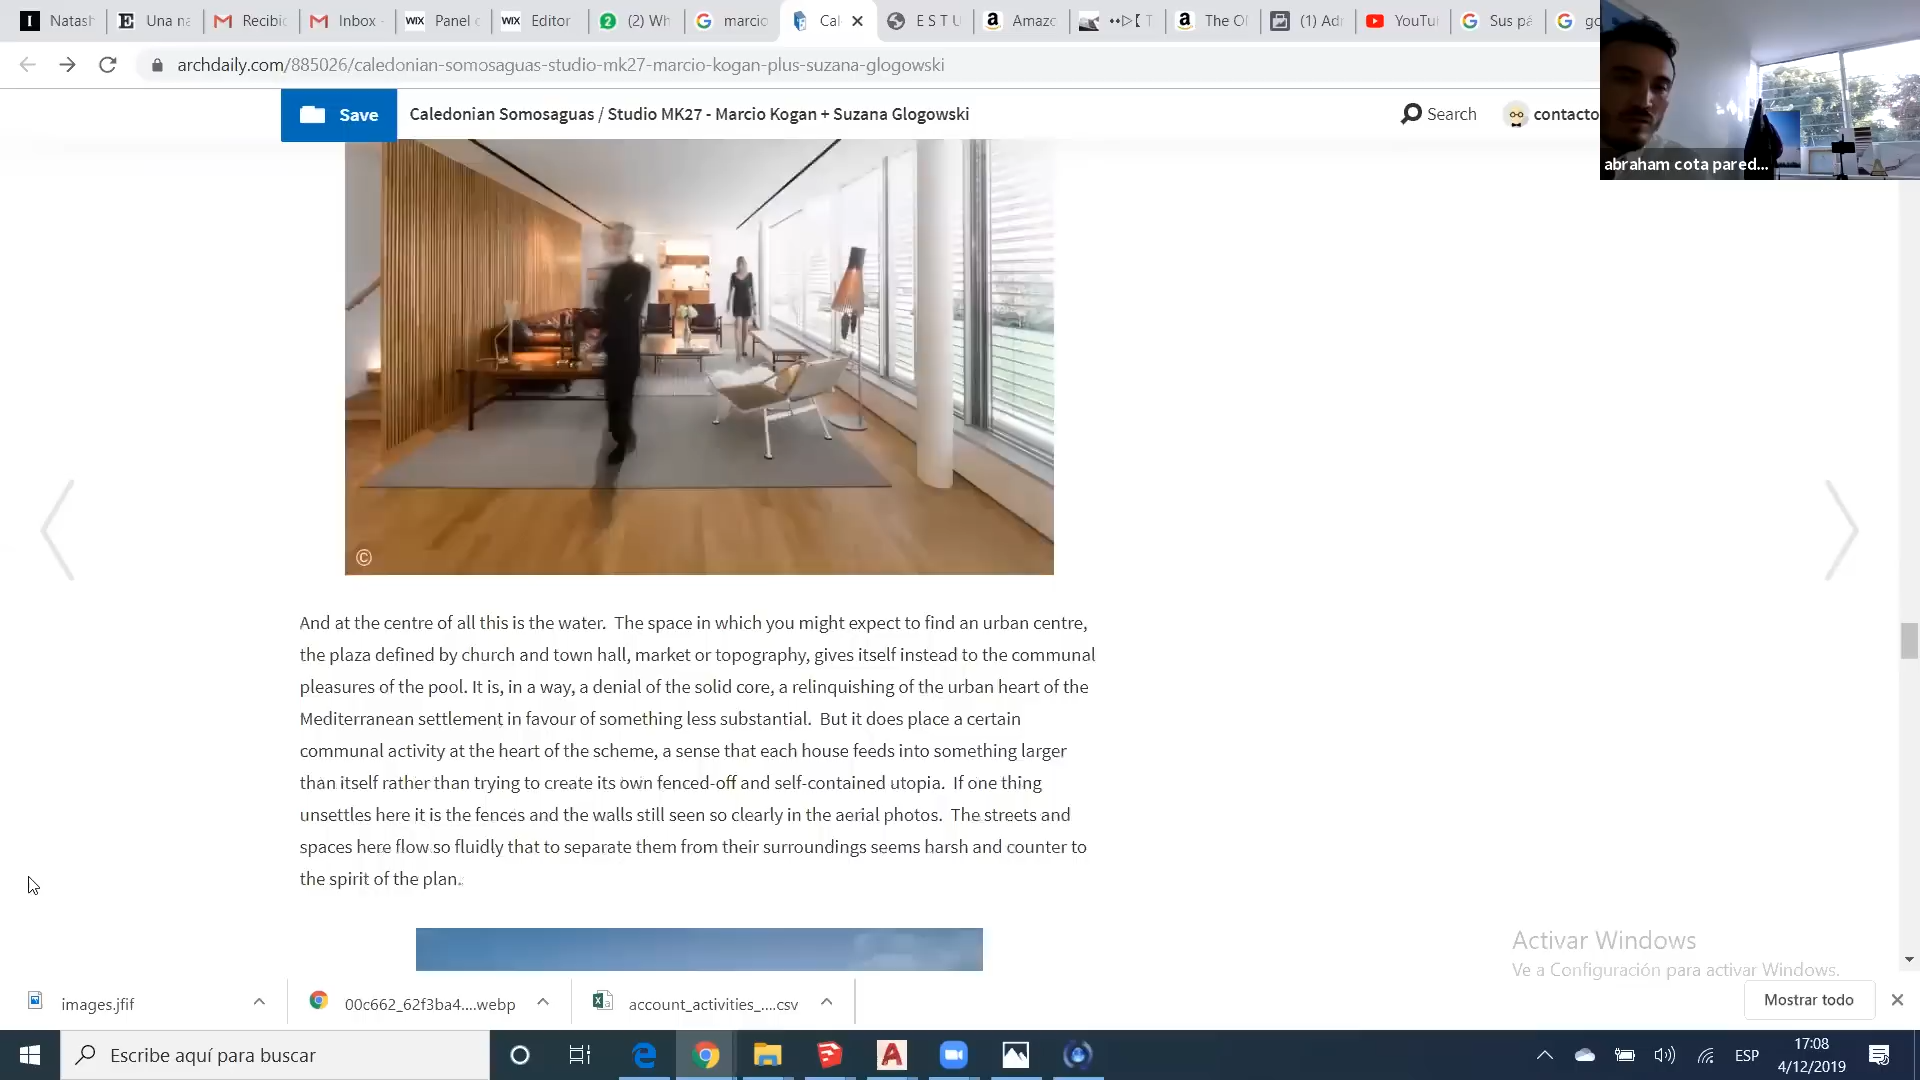 Natash
Una na
Recibic
Inbox -
WIX Panel c
WIX Editor
2 (2) Wh
marcio
Cal
E S T U
Amazo
T
The Ol
(1) Adr
YouTu
Sus pá
go
archdaily.com/885026/caledonian-somosaguas-studio-mk27-marcio-kogan-plus-suzana-glogowski
Save Caledonian Somosaguas / Studio MK27 - Marcio Kogan + Suzana Glogowski Search contacto
abraham cota pared...
©
And at the centre of all this is the water. The space in which you might expect to find an urban centre,
the plaza defined by church and town hall, market or topography, gives itself instead to the communal
pleasures of the pool. It is, in a way, a denial of the solid core, a relinquishing of the urban heart of the
Mediterranean settlement in favour of something less substantial. But it does place a certain
communal activity at the heart of the scheme, a sense that each house feeds into something larger
than itself rather than trying to create its own fenced-off and self-contained utopia. If one thing
unsettles here it is the fences and the walls still seen so clearly in the aerial photos. The streets and
spaces here flow so fluidly that to separate them from their surroundings seems harsh and counter to
the spirit of the plan.
Activar Windows
Ve a Configuración para activar Windows.
images.jfif 00c662_62f3ba4....webp account_activities_....csv Mostrar todo
Escribe aquí para buscar
ESP
17:08
4/12/2019